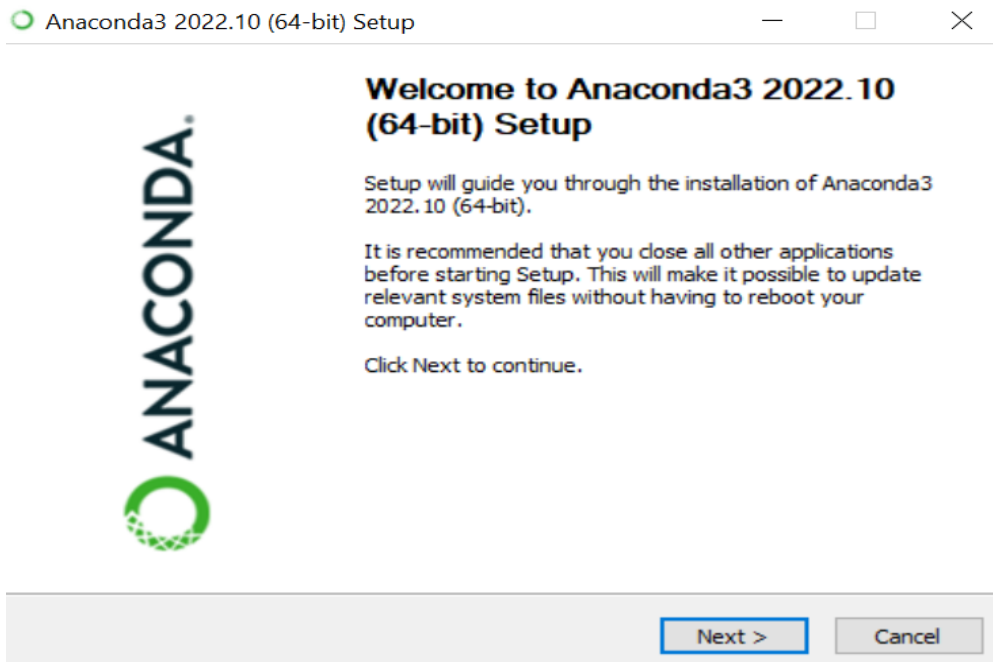 Anaconda3 2022.10 (64-bit) Setup
Welcome to Anaconda3 2022.10
(64-bit) Setup
Setup will guide you through the installation of Anaconda3
2022.10 (64-bit).
It is recommended that you close all other applications
before starting Setup. This will make it possible to update
relevant system files without having to reboot your
computer.
Click Next to continue.
ANACONDA.
Next >
Cancel